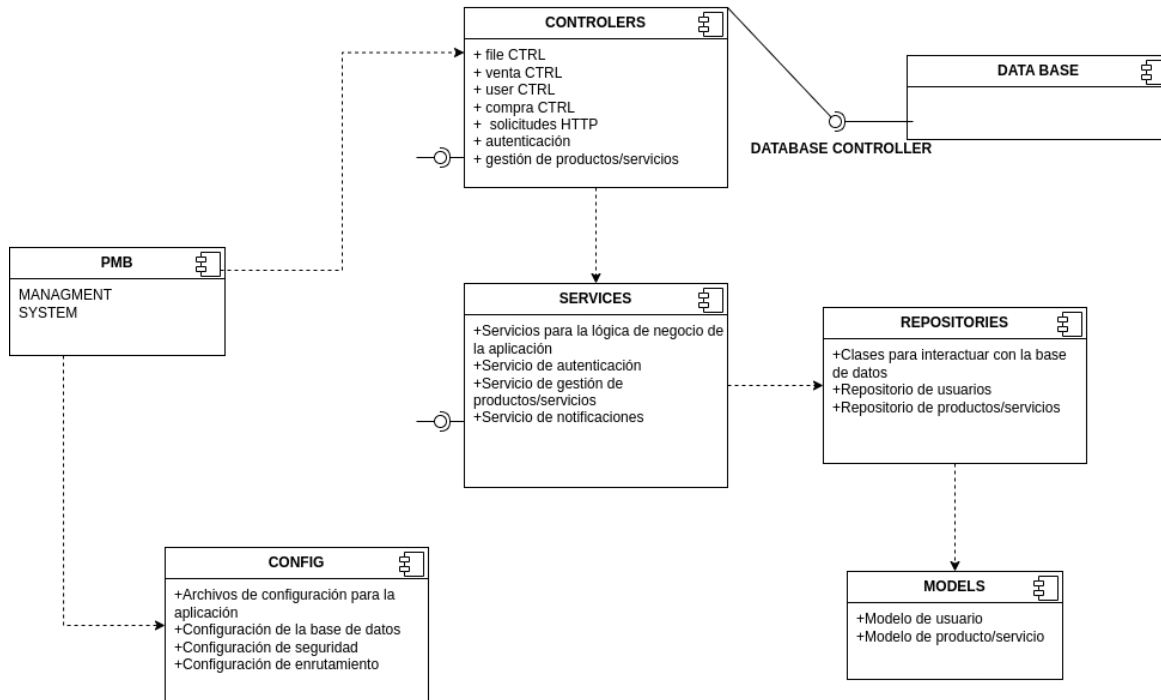 CONTROLERS
+ file CTRL
+ venta CTRL
+ user CTRL
+ compra CTRL
+  solicitudes HTTP
+ autenticación
+ gestión de productos/servicios
DATA BASE
DATABASE CONTROLLER
PMB
MANAGMENT
SYSTEM
SERVICES
+Servicios para la lógica de negocio de
la aplicación
+Servicio de autenticación
+Servicio de gestión de
productos/servicios
+Servicio de notificaciones
REPOSITORIES
+Clases para interactuar con la base
de datos
+Repositorio de usuarios
+Repositorio de productos/servicios
CONFIG
+Archivos de configuración para la
aplicación
+Configuración de la base de datos
+Configuración de seguridad
+Configuración de enrutamiento
MODELS
+Modelo de usuario
+Modelo de producto/servicio